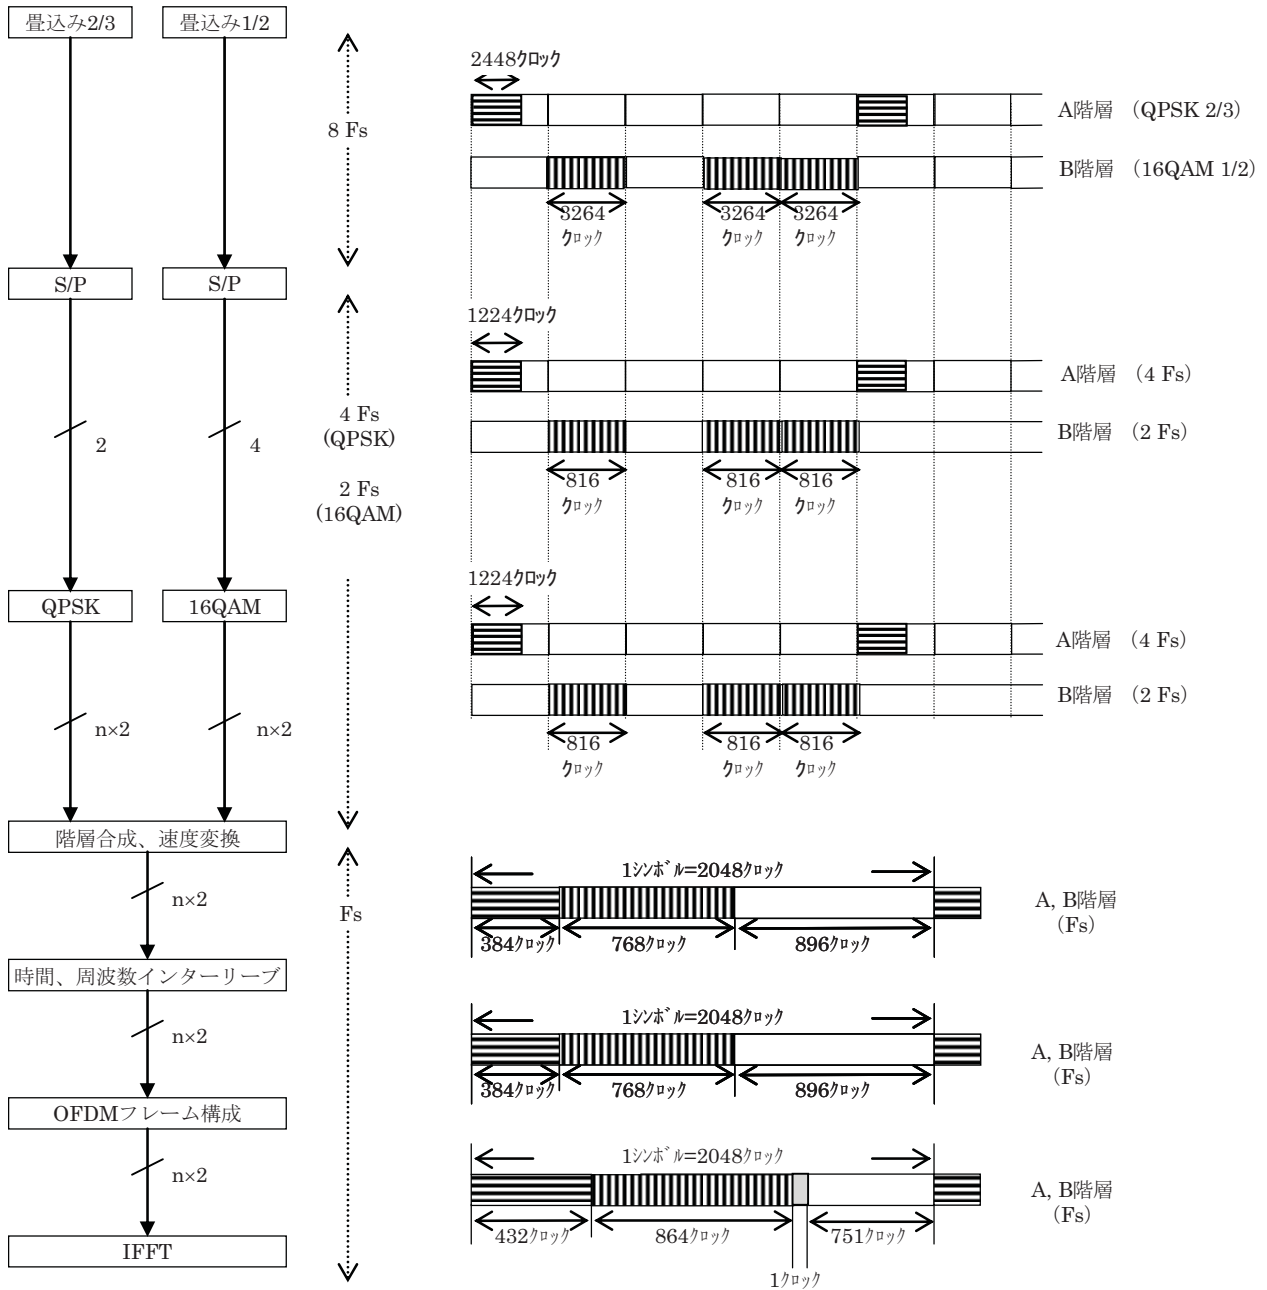 畳込み2/3
畳込み1/2
8 Fs
2448ｸﾛｯｸ
A階層 （QPSK 2/3)
B階層 （16QAM 1/2)
3264
ｸﾛｯｸ
3264
ｸﾛｯｸ
3264
ｸﾛｯｸ
S/P
S/P
2
4
4 Fs
(QPSK)
2 Fs
(16QAM)
1224ｸﾛｯｸ
A階層 （4 Fs)
B階層 （2 Fs)
816
ｸﾛｯｸ
816
ｸﾛｯｸ
816
ｸﾛｯｸ
QPSK
16QAM
n×2
n×2
1224ｸﾛｯｸ
A階層 （4 Fs)
B階層 （2 Fs)
816
ｸﾛｯｸ
816
ｸﾛｯｸ
816
ｸﾛｯｸ
階層合成、速度変換
n×2
Fs
1ｼﾝﾎﾞﾙ=2048ｸﾛｯｸ
A, B階層
（Fs)
384ｸﾛｯｸ
768ｸﾛｯｸ
896ｸﾛｯｸ
時間、周波数インターリーブ
n×2
1ｼﾝﾎﾞﾙ=2048ｸﾛｯｸ
A, B階層
（Fs)
384ｸﾛｯｸ
768ｸﾛｯｸ
896ｸﾛｯｸ
OFDMフレーム構成
n×2
1ｼﾝﾎﾞﾙ=2048ｸﾛｯｸ
A, B階層
（Fs)
432ｸﾛｯｸ
864ｸﾛｯｸ
751ｸﾛｯｸ
IFFT
1ｸﾛｯｸ